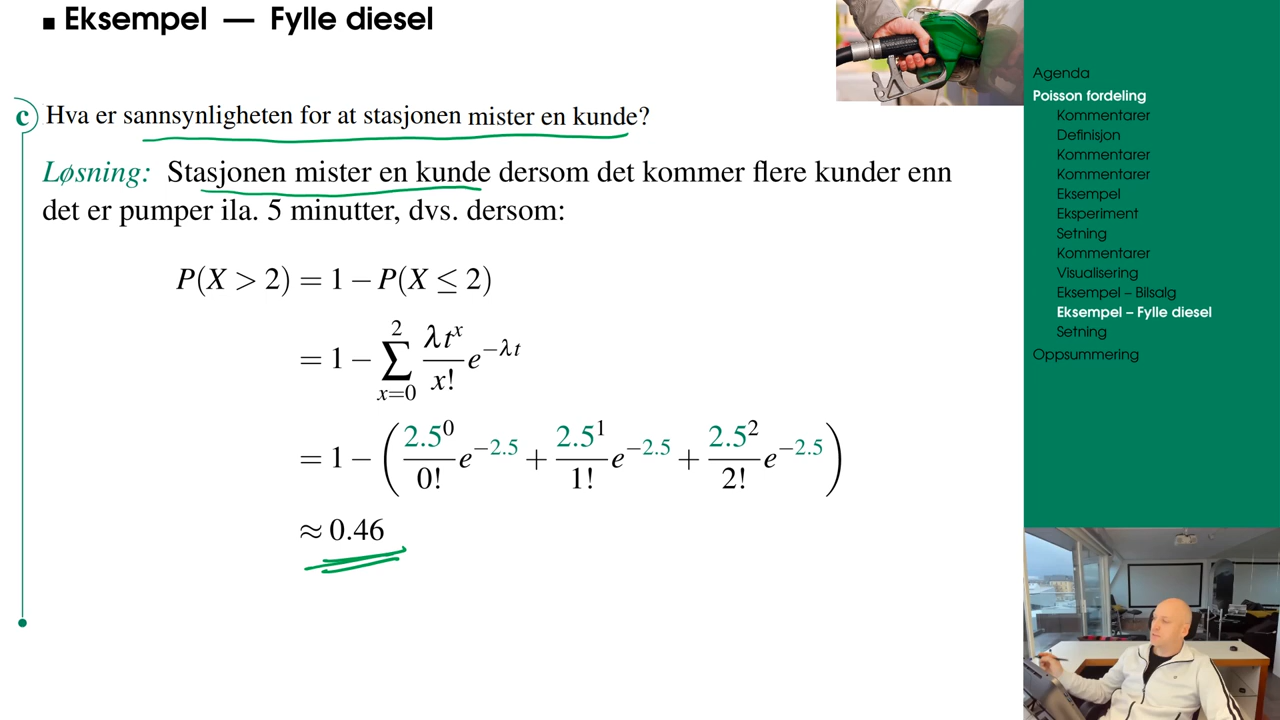 Eksempel — Fylle diesel
c Hva er sannsynligheten for at stasjonen mister en kunde?
Løsning: Stasjonen mister en kunde dersom det kommer flere kunder enn
det er pumper ila. 5 minutter, dvs. dersom:
P(X > 2) = 1 − P(X ≤ 2)
= 1 − ∑_{x=0}^{2} \frac{λt^x}{x!} e^{−λt}
= 1 − ( \frac{2.5^0}{0!} e^{−2.5} + \frac{2.5^1}{1!} e^{−2.5} + \frac{2.5^2}{2!} e^{−2.5} )
≈ 0.46
Agenda
Poisson fordeling
Kommentarer
Definisjon
Kommentarer
Kommentarer
Eksempel
Eksperiment
Setning
Kommentarer
Visualisering
Eksempel – Bilsalg
Eksempel – Fylle diesel
Setning
Oppsummering